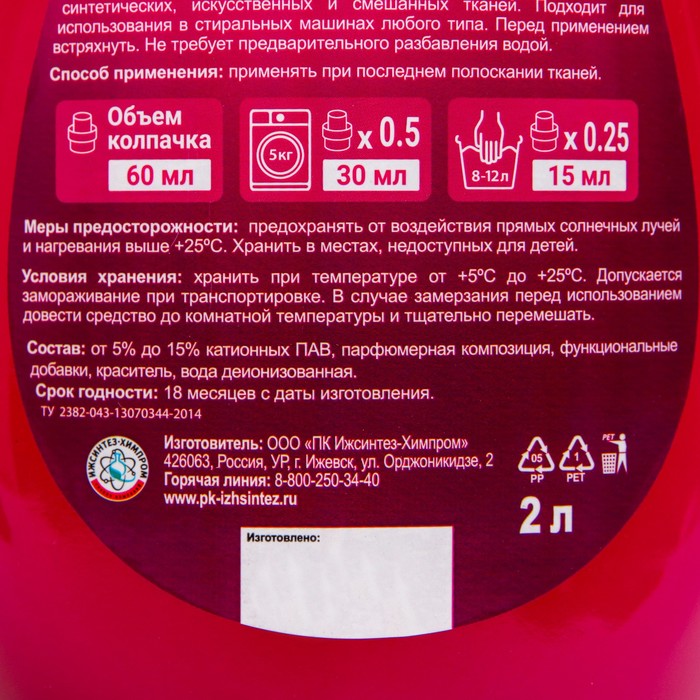 синтетических, искусственных и смешанных тканей. Подходит для
использования в стиральных машинах любого типа. Перед применением
встряхнуть. Не требует предварительного разбавления водой.
Способ применения: применять при последнем полоскании тканей.
Объем
колпачка
60 мл
5кг
x 0.5
30 мл
8-12л
x 0.25
15 мл
Меры предосторожности: предохранять от воздействия прямых солнечных лучей
и нагревания выше +25ºС. Хранить в местах, недоступных для детей.
Условия хранения: хранить при температуре от +5ºС до +25ºС. Допускается
замораживание при транспортировке. В случае замерзания перед использованием
довести средство до комнатной температуры и тщательно перемешать.
Состав: от 5% до 15% катионных ПАВ, парфюмерная композиция, функциональные
добавки, краситель, вода деионизованная.
Срок годности: 18 месяцев с даты изготовления.
ТУ 2382-043-13070344-2014
ИЖСИНТЕЗ-ХИМПРОМ
Изготовитель: ООО «ПК Ижсинтез-Химпром»
426063, Россия, УР, г. Ижевск, ул. Орджоникидзе, 2
Горячая линия: 8-800-250-34-40
www.pk-izhsintez.ru
05
PP
1
PET
PET
2 л
Изготовлено: